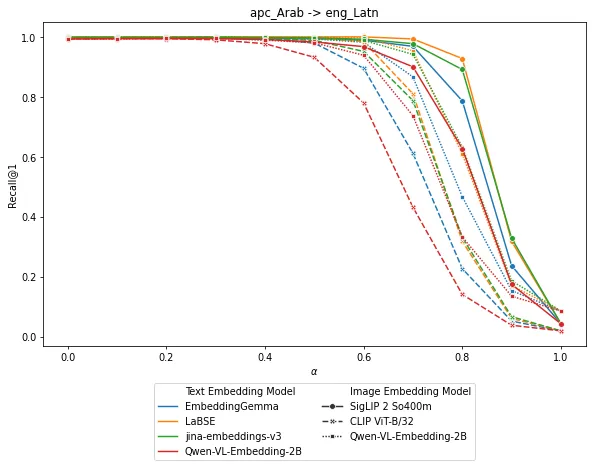 apc_Arab -> eng_Latn
1.0
0.8
0.6
0.4
0.2
0.0
Recall@1
0.0 0.2 0.4 0.6 0.8 1.0
α
Text Embedding Model
EmbeddingGemma
LaBSE
jina-embeddings-v3
Qwen-VL-Embedding-2B
Image Embedding Model
SigLIP 2 So400m
CLIP ViT-B/32
Qwen-VL-Embedding-2B